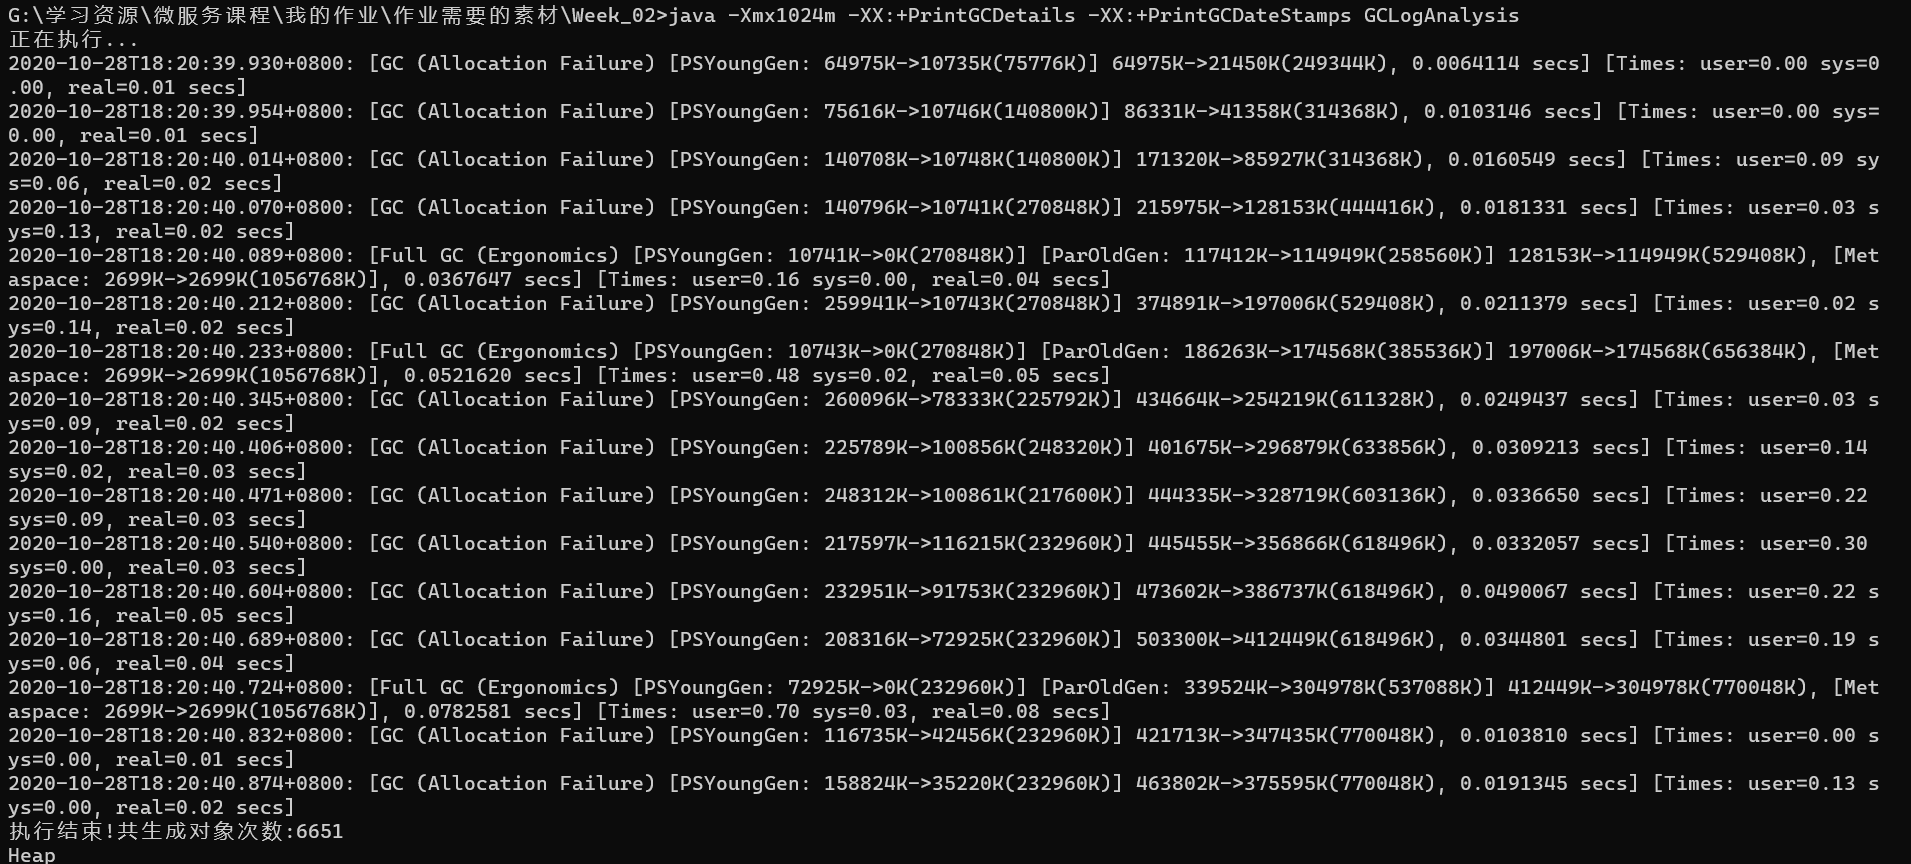 G:\学习资源\微服务课程\我的作业\作业需要的素材\Week_02>java -Xmx1024m -XX:+PrintGCDetails -XX:+PrintGCDateStamps GCLogAnalysis
正在执行...
2020-10-28T18:20:39.930+0800: [GC (Allocation Failure) [PSYoungGen: 64975K->10735K(75776K)] 64975K->21450K(249344K), 0.0064114 secs] [Times: user=0.00 sys=0
.00, real=0.01 secs]
2020-10-28T18:20:39.954+0800: [GC (Allocation Failure) [PSYoungGen: 75616K->10746K(140800K)] 86331K->41358K(314368K), 0.0103146 secs] [Times: user=0.00 sys=
0.00, real=0.01 secs]
2020-10-28T18:20:40.014+0800: [GC (Allocation Failure) [PSYoungGen: 140708K->10748K(140800K)] 171320K->85927K(314368K), 0.0160549 secs] [Times: user=0.09 sy
s=0.06, real=0.02 secs]
2020-10-28T18:20:40.070+0800: [GC (Allocation Failure) [PSYoungGen: 140796K->10741K(270848K)] 215975K->128153K(444416K), 0.0181331 secs] [Times: user=0.03 s
ys=0.13, real=0.02 secs]
2020-10-28T18:20:40.089+0800: [Full GC (Ergonomics) [PSYoungGen: 10741K->0K(270848K)] [ParOldGen: 117412K->114949K(258560K)] 128153K->114949K(529408K), [Met
aspace: 2699K->2699K(1056768K)], 0.0367647 secs] [Times: user=0.16 sys=0.00, real=0.04 secs]
2020-10-28T18:20:40.212+0800: [GC (Allocation Failure) [PSYoungGen: 259941K->10743K(270848K)] 374891K->197006K(529408K), 0.0211379 secs] [Times: user=0.02 s
ys=0.14, real=0.02 secs]
2020-10-28T18:20:40.233+0800: [Full GC (Ergonomics) [PSYoungGen: 10743K->0K(270848K)] [ParOldGen: 186263K->174568K(385536K)] 197006K->174568K(656384K), [Met
aspace: 2699K->2699K(1056768K)], 0.0521620 secs] [Times: user=0.48 sys=0.02, real=0.05 secs]
2020-10-28T18:20:40.345+0800: [GC (Allocation Failure) [PSYoungGen: 260096K->78333K(225792K)] 434664K->254219K(611328K), 0.0249437 secs] [Times: user=0.03 s
ys=0.09, real=0.02 secs]
2020-10-28T18:20:40.406+0800: [GC (Allocation Failure) [PSYoungGen: 225789K->100856K(248320K)] 401675K->296879K(633856K), 0.0309213 secs] [Times: user=0.14
sys=0.02, real=0.03 secs]
2020-10-28T18:20:40.471+0800: [GC (Allocation Failure) [PSYoungGen: 248312K->100861K(217600K)] 444335K->328719K(603136K), 0.0336650 secs] [Times: user=0.22
sys=0.09, real=0.03 secs]
2020-10-28T18:20:40.540+0800: [GC (Allocation Failure) [PSYoungGen: 217597K->116215K(232960K)] 445455K->356866K(618496K), 0.0332057 secs] [Times: user=0.30
sys=0.00, real=0.03 secs]
2020-10-28T18:20:40.604+0800: [GC (Allocation Failure) [PSYoungGen: 232951K->91753K(232960K)] 473602K->386737K(618496K), 0.0490067 secs] [Times: user=0.22 s
ys=0.16, real=0.05 secs]
2020-10-28T18:20:40.689+0800: [GC (Allocation Failure) [PSYoungGen: 208316K->72925K(232960K)] 503300K->412449K(618496K), 0.0344801 secs] [Times: user=0.19 s
ys=0.06, real=0.04 secs]
2020-10-28T18:20:40.724+0800: [Full GC (Ergonomics) [PSYoungGen: 72925K->0K(232960K)] [ParOldGen: 339524K->304978K(537088K)] 412449K->304978K(770048K), [Met
aspace: 2699K->2699K(1056768K)], 0.0782581 secs] [Times: user=0.70 sys=0.03, real=0.08 secs]
2020-10-28T18:20:40.832+0800: [GC (Allocation Failure) [PSYoungGen: 116735K->42456K(232960K)] 421713K->347435K(770048K), 0.0103810 secs] [Times: user=0.00 s
ys=0.00, real=0.01 secs]
2020-10-28T18:20:40.874+0800: [GC (Allocation Failure) [PSYoungGen: 158824K->35220K(232960K)] 463802K->375595K(770048K), 0.0191345 secs] [Times: user=0.13 s
ys=0.00, real=0.02 secs]
执行结束!共生成对象次数:6651
Heap